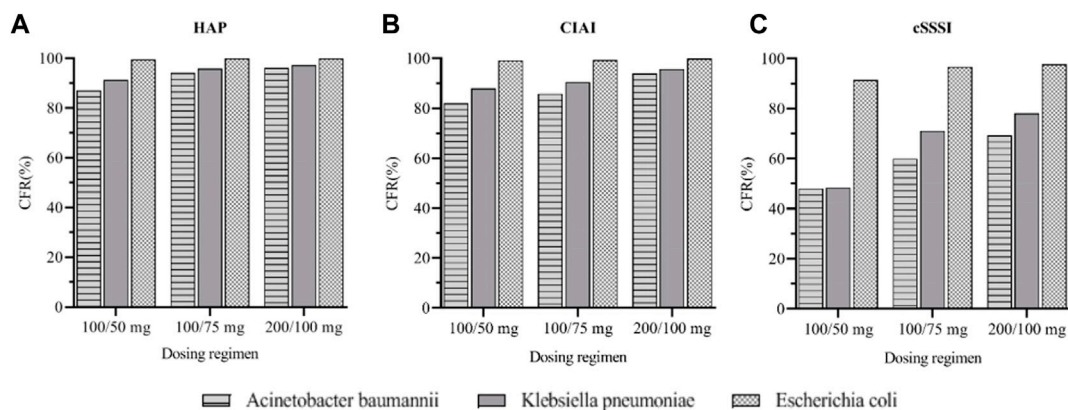 A
HAP
CFR(%)
100
80
60
40
20
0
100/50 mg
100/75 mg
200/100 mg
Dosing regimen
B
CIAI
CFR(%)
100
80
60
40
20
0
100/50 mg
100/75 mg
200/100 mg
Dosing regimen
C
cSSSI
CFR(%)
100
80
60
40
20
0
100/50 mg
100/75 mg
200/100 mg
Dosing regimen
Acinetobacter baumannii
Klebsiella pneumoniae
Escherichia coli